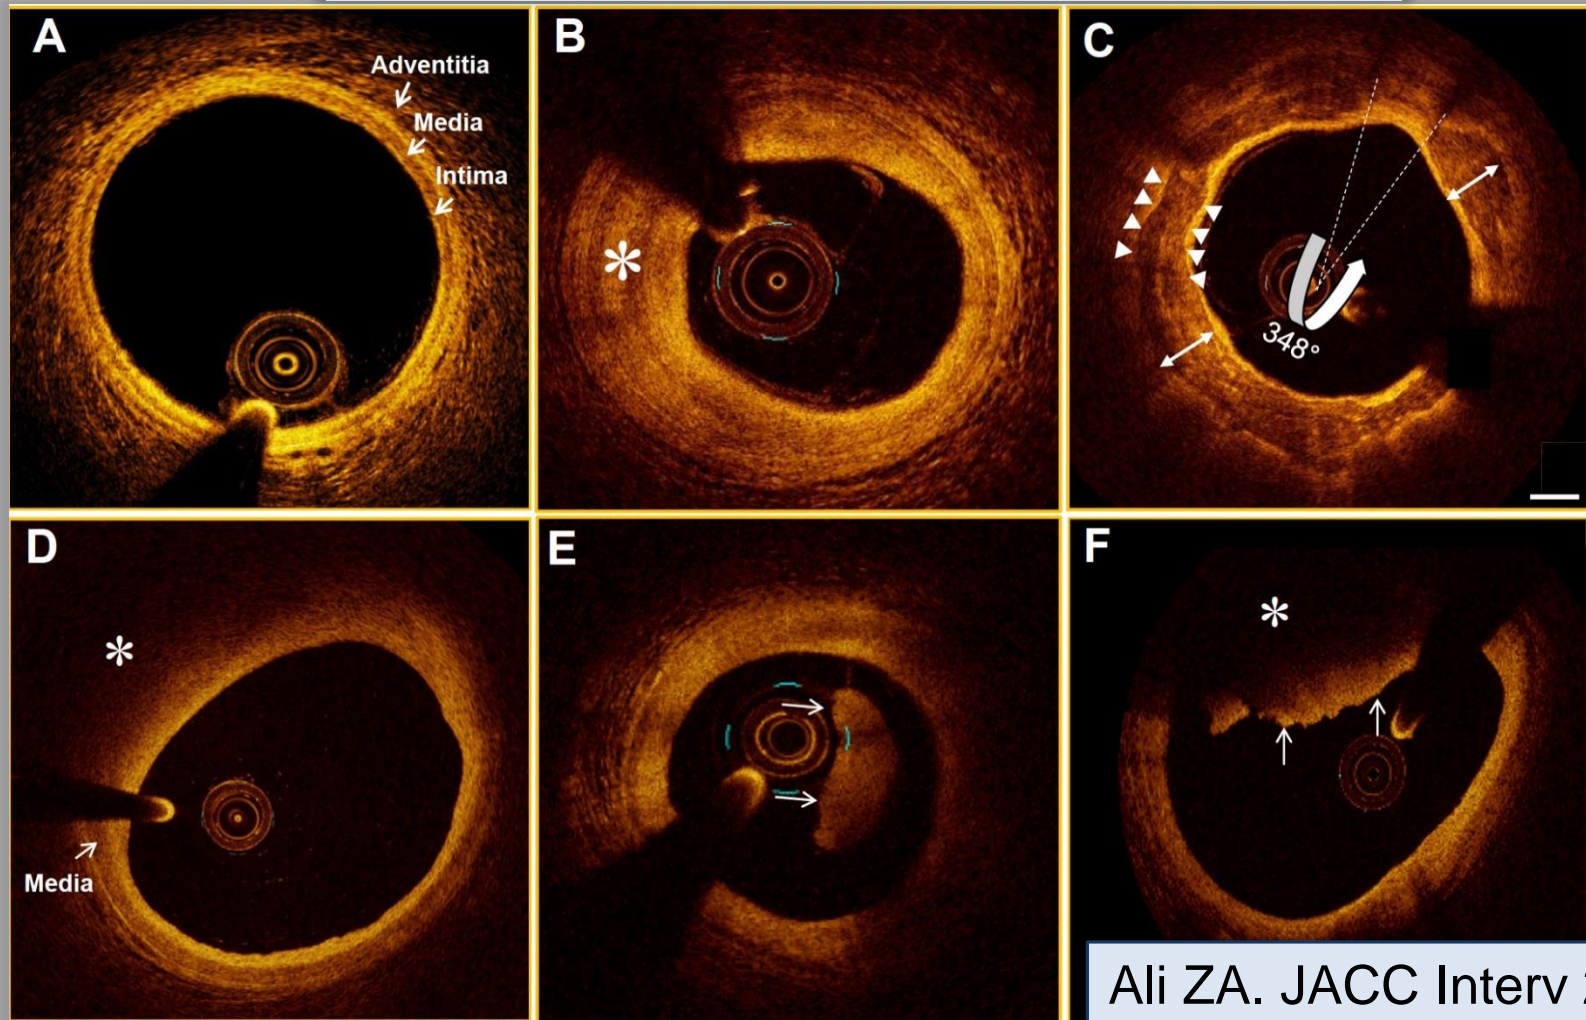 A
Adventitia
Media
Intima
B
*
C
348°
D
*
Media
E
F
*
Ali ZA. JACC Interv